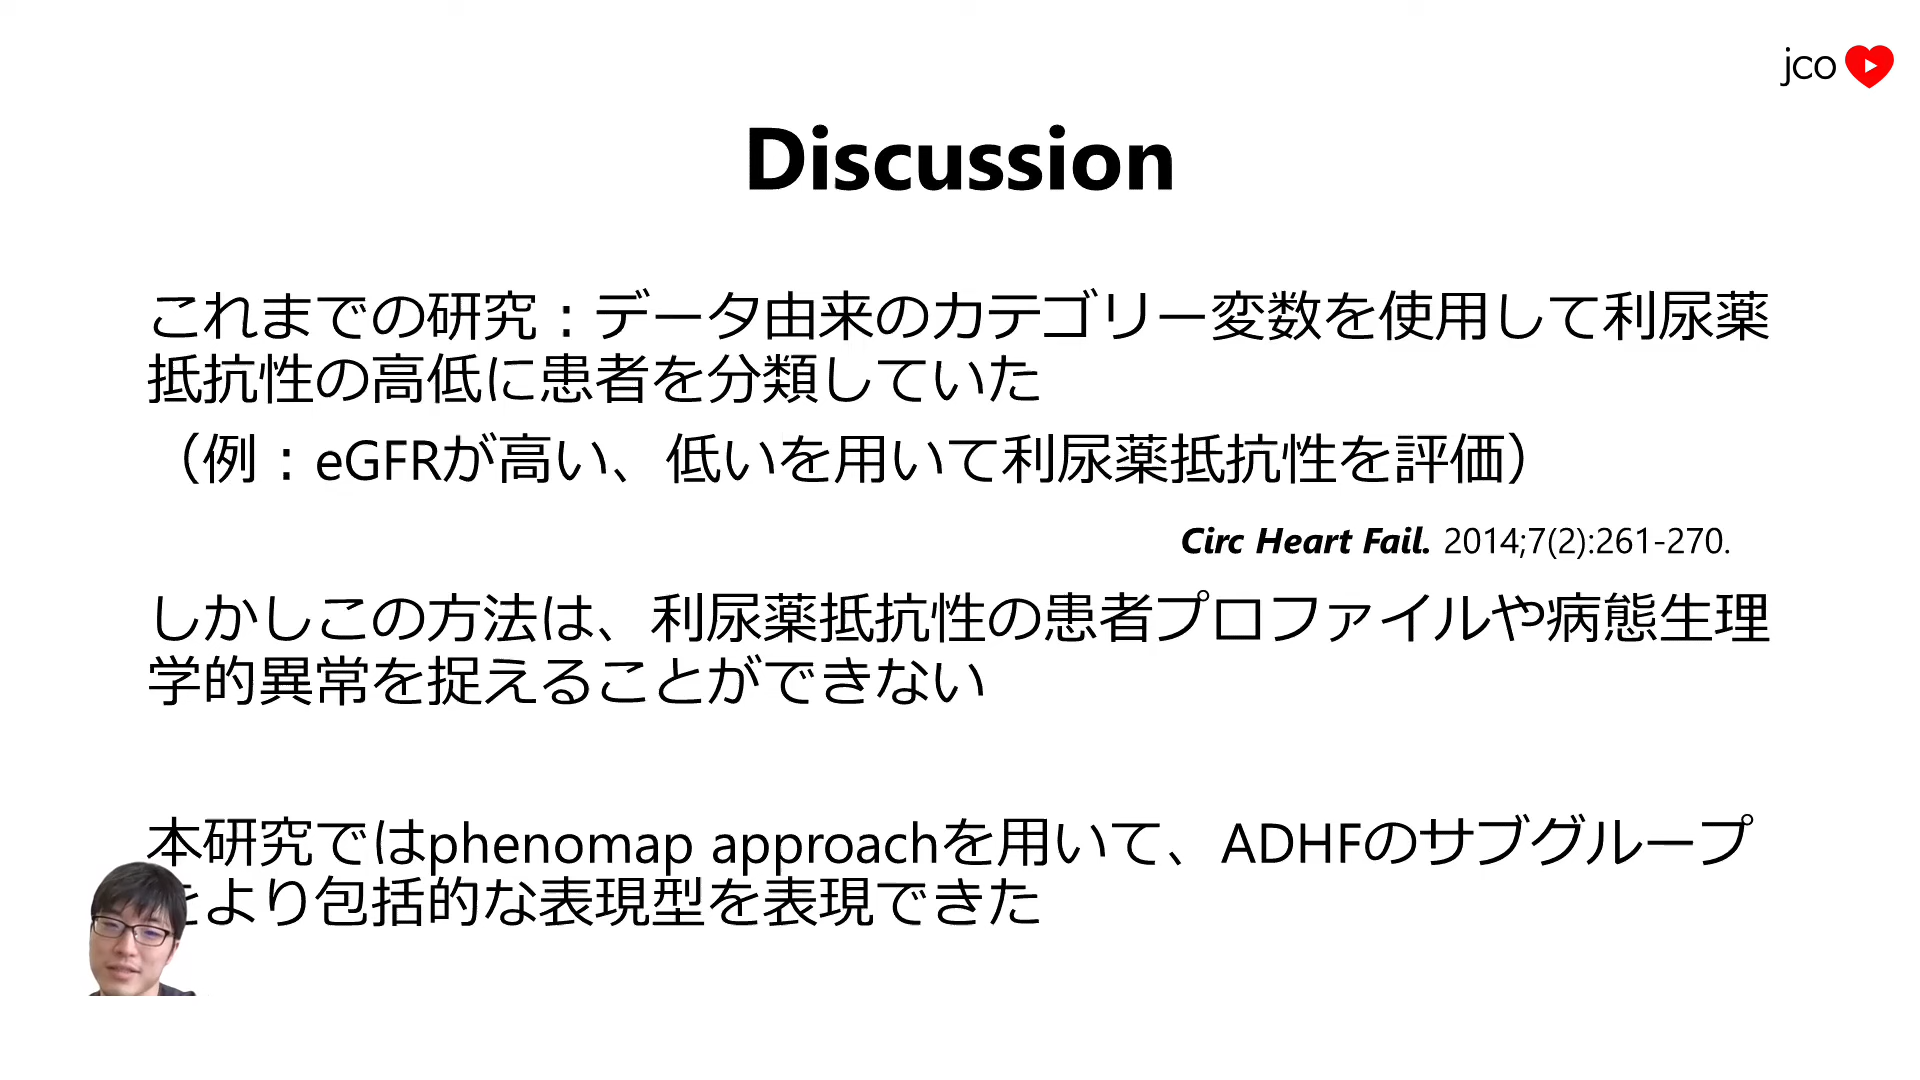 jco
Discussion
これまでの研究：データ由来のカテゴリー変数を使用して利尿薬
抵抗性の高低に患者を分類していた
（例：eGFRが高い、低いを用いて利尿薬抵抗性を評価）
Circ Heart Fail. 2014;7(2):261-270.
しかしこの方法は、利尿薬抵抗性の患者プロファイルや病態生理
学的異常を捉えることができない
本研究ではphenomap approachを用いて、ADHFのサブグループ
より包括的な表現型を表現できた